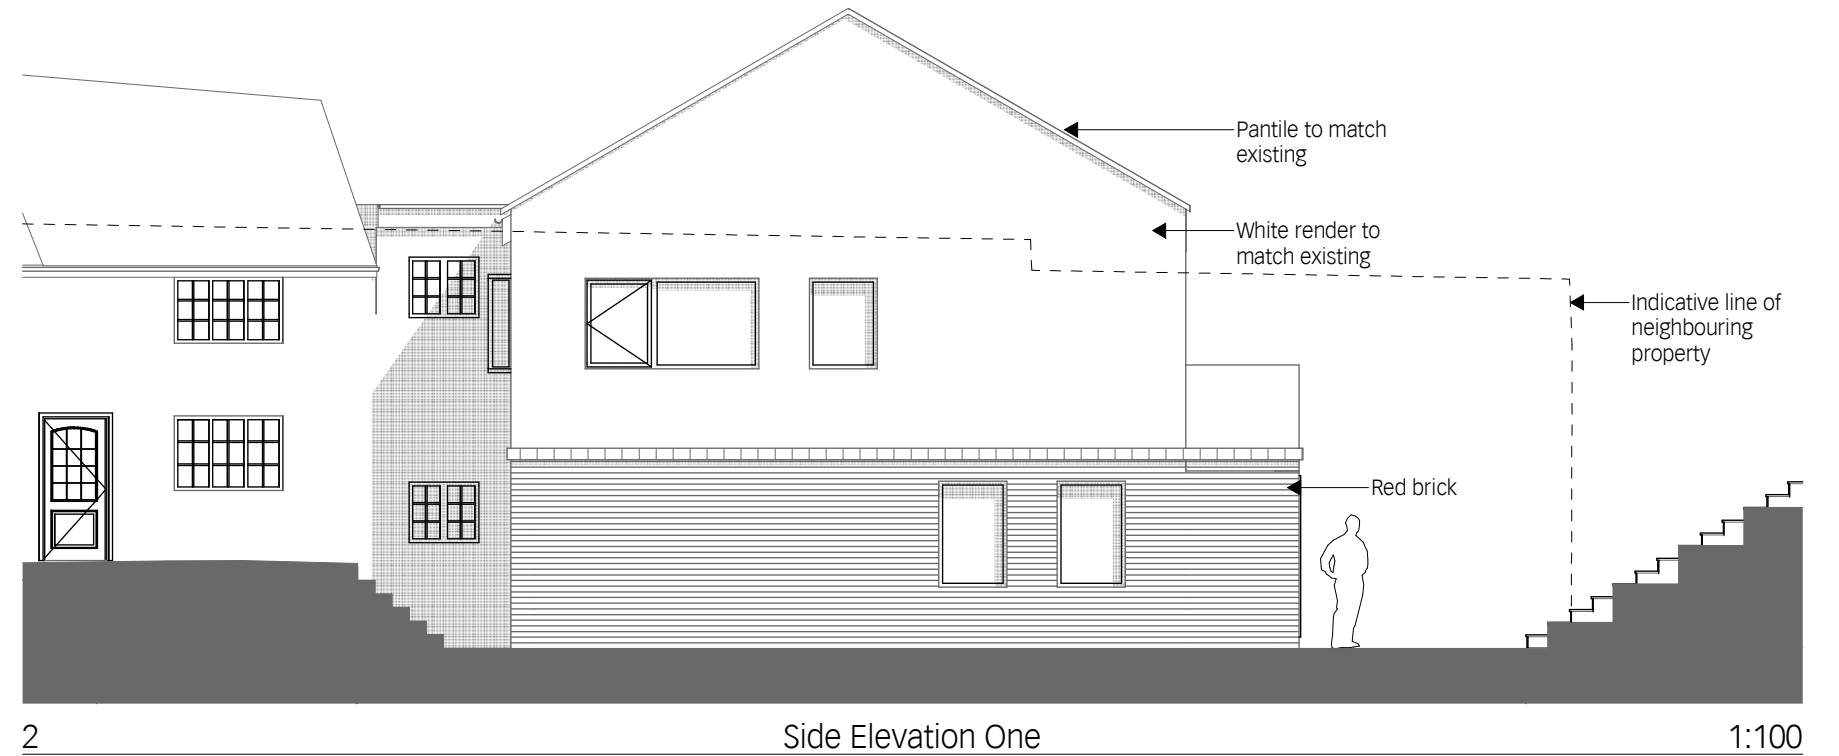 Pantile to match
existing
White render to
match existing
Indicative line of
neighbouring
property
Red brick
2 Side Elevation One 1:100